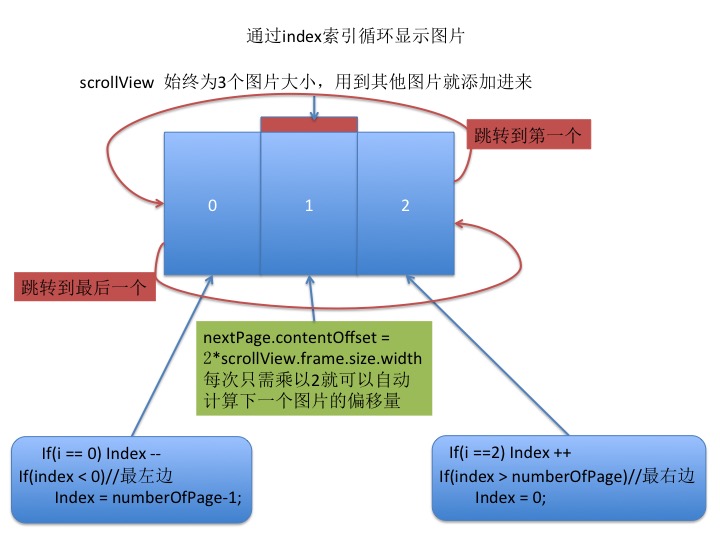 通过index索引循环显示图片
scrollView 始终为3个图片大小，用到其他图片就添加进来
跳转到第一个
0
1
2
跳转到最后一个
nextPage.contentOffset =
2*scrollView.frame.size.width
每次只需乘以2就可以自动
计算下一个图片的偏移量
If(i == 0) Index --
If(index < 0)//最左边
Index = numberOfPage-1;
If(i ==2) Index ++
If(index > numberOfPage)//最右边
Index = 0;